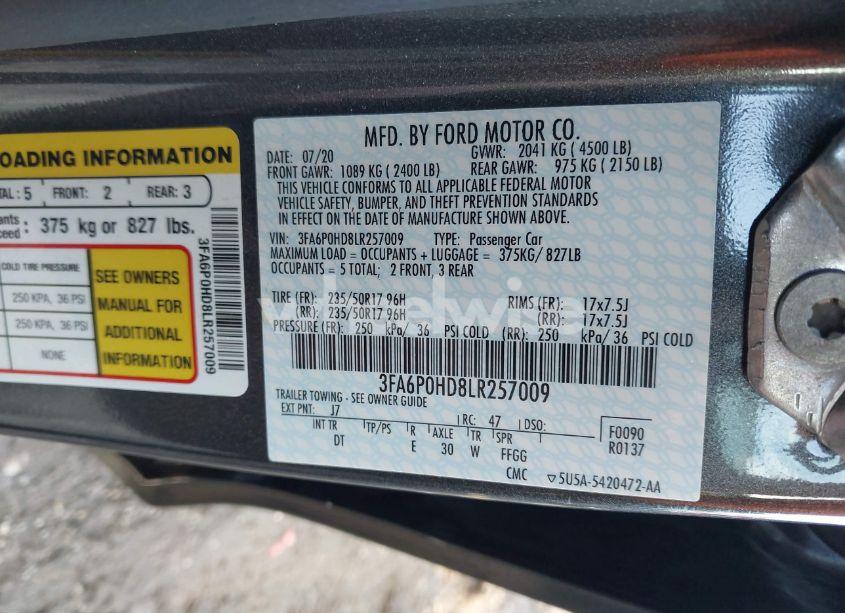 OADING INFORMATION
TAL: 5 FRONT: 2 REAR: 3
ants
ceed: 375 kg or 827 lbs.
COLD TIRE PRESSURE
250 KPA, 36 PSI
250 KPA, 36 PSI
NONE
SEE OWNERS
MANUAL FOR
ADDITIONAL
INFORMATION
3FA6P0HD8LR257009
MFD. BY FORD MOTOR CO.
DATE: 07/20 GVWR: 2041 KG ( 4500 LB)
FRONT GAWR: 1089 KG ( 2400 LB) REAR GAWR: 975 KG ( 2150 LB)
THIS VEHICLE CONFORMS TO ALL APPLICABLE FEDERAL MOTOR
VEHICLE SAFETY, BUMPER, AND THEFT PREVENTION STANDARDS
IN EFFECT ON THE DATE OF MANUFACTURE SHOWN ABOVE.
VIN: 3FA6P0HD8LR257009 TYPE: Passenger Car
MAXIMUM LOAD = OCCUPANTS + LUGGAGE = 375KG/ 827LB
OCCUPANTS = 5 TOTAL; 2 FRONT, 3 REAR
TIRE (FR): 235/50R17 96H RIMS (FR): 17x7.5J
(RR): 235/50R17 96H (RR): 17x7.5J
PRESSURE (FR): 250 kPa/ 36 PSI COLD (RR): 250 kPa/36 PSI COLD
3FA6P0HD8LR257009
TRAILER TOWING - SEE OWNER GUIDE
EXT PNT: J7 RC: 47 DSO:
INT TR TP/PS R AXLE TR SPR
DT E 30 W FFGG
F0090
R0137
CMC ▽5U5A-5420472-AA